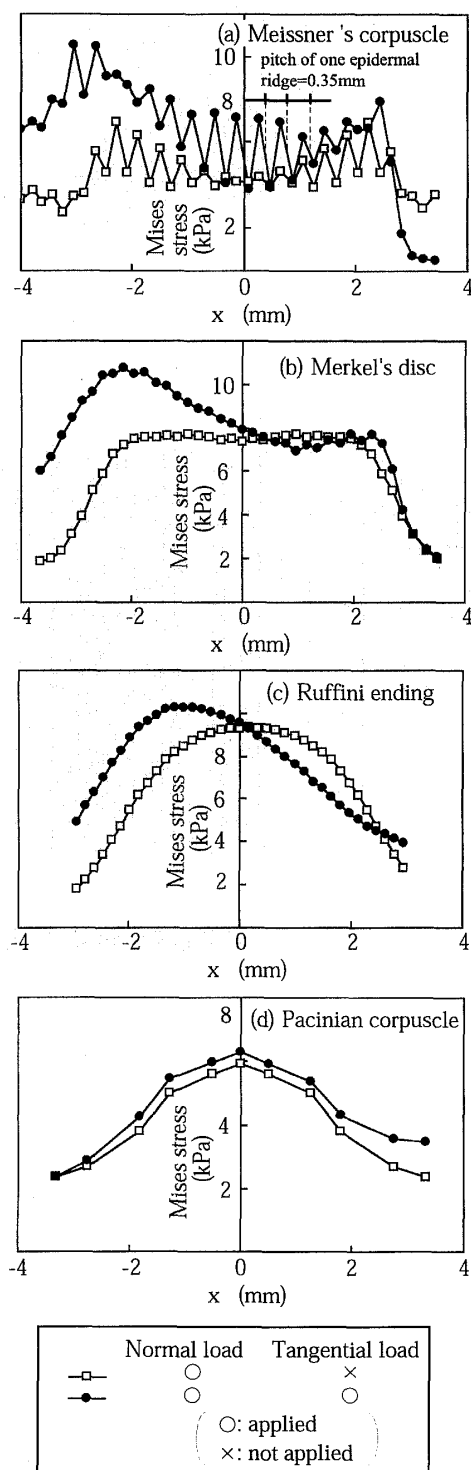 (a) Meissner's corpuscle
pitch of one epidermal
ridge=0.35mm
10
8
6
2
Mises
stress
(kPa)
-4 -2 0 2 4
x (mm)
(b) Merkel's disc
10
8
6
4
2
Mises stress
(kPa)
-4 -2 0 2 4
x (mm)
(c) Ruffini ending
8
6
4
2
Mises stress
(kPa)
-4 -2 0 2 4
x (mm)
(d) Pacinian corpuscle
8
4
2
Mises stress
(kPa)
-4 -2 0 2 4
x (mm)
Normal load Tangential load
○ ×
○ ○
○: applied
×: not applied